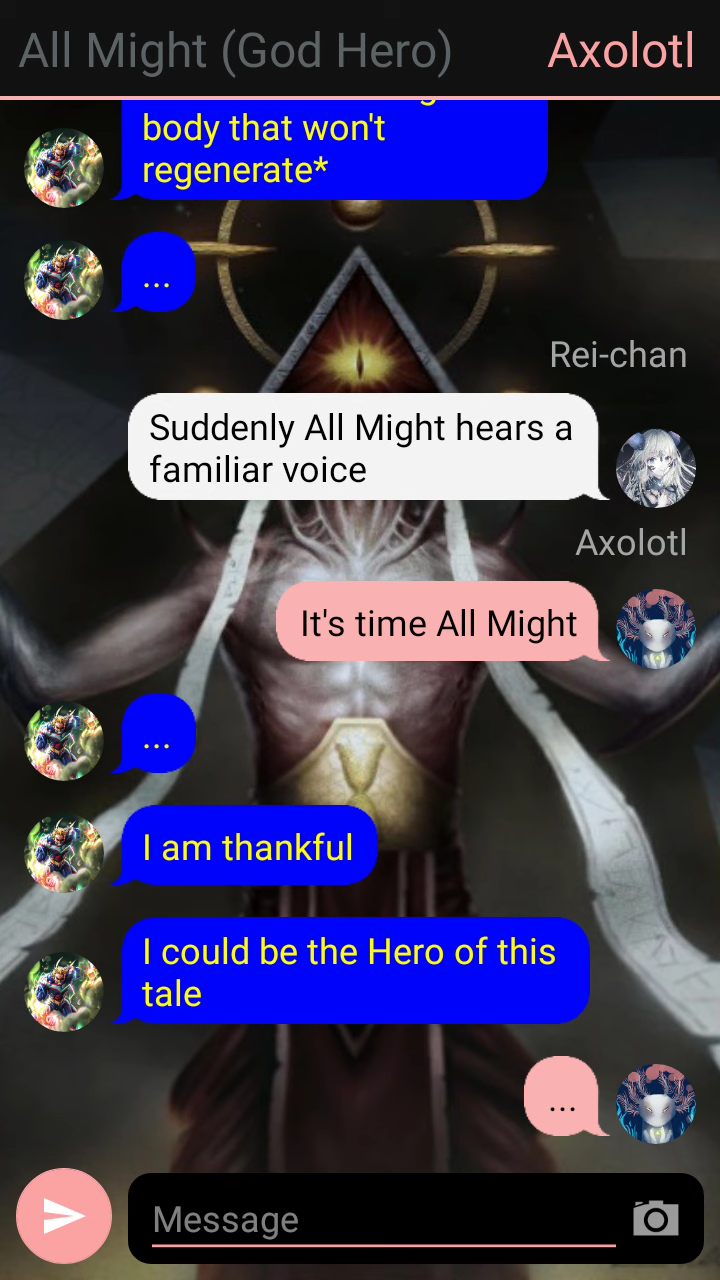 All Might (God Hero) Axolotl
body that won't
regenerate*
...
Rei-chan
Suddenly All Might hears a
familiar voice
Axolotl
It's time All Might
...
I am thankful
I could be the Hero of this
tale
...
Message